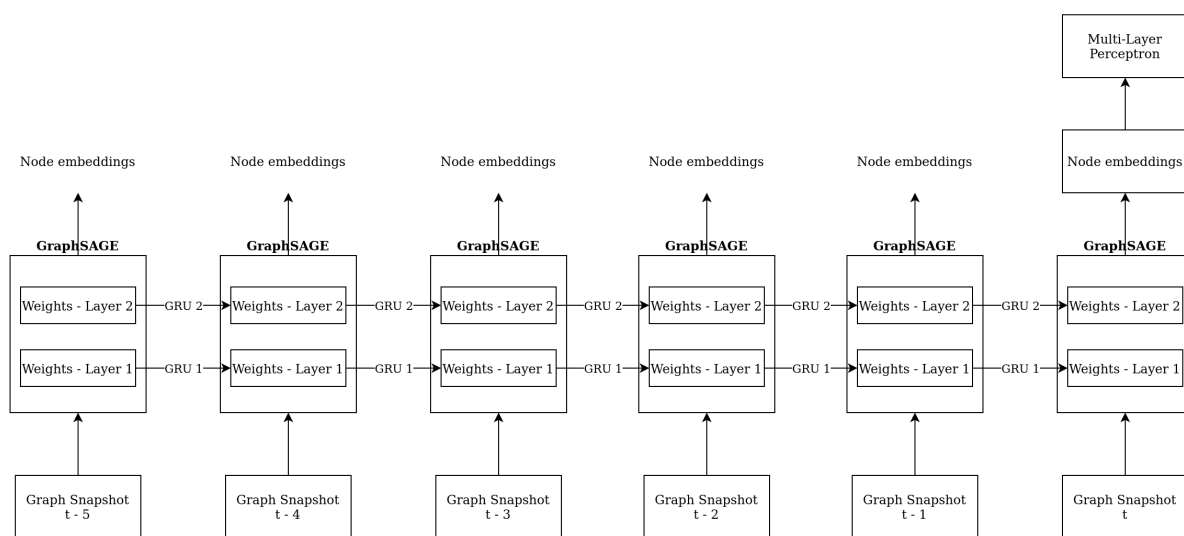 Multi-Layer
Perceptron
Node embeddings
Node embeddings
Node embeddings
Node embeddings
Node embeddings
Node embeddings
GraphSAGE
GraphSAGE
GraphSAGE
GraphSAGE
GraphSAGE
GraphSAGE
Weights - Layer 2
GRU 2
Weights - Layer 2
GRU 2
Weights - Layer 2
GRU 2
Weights - Layer 2
GRU 2
Weights - Layer 2
GRU 2
Weights - Layer 2
Weights - Layer 1
GRU 1
Weights - Layer 1
GRU 1
Weights - Layer 1
GRU 1
Weights - Layer 1
GRU 1
Weights - Layer 1
GRU 1
Weights - Layer 1
Graph Snapshot
t - 5
Graph Snapshot
t - 4
Graph Snapshot
t - 3
Graph Snapshot
t - 2
Graph Snapshot
t - 1
Graph Snapshot
t